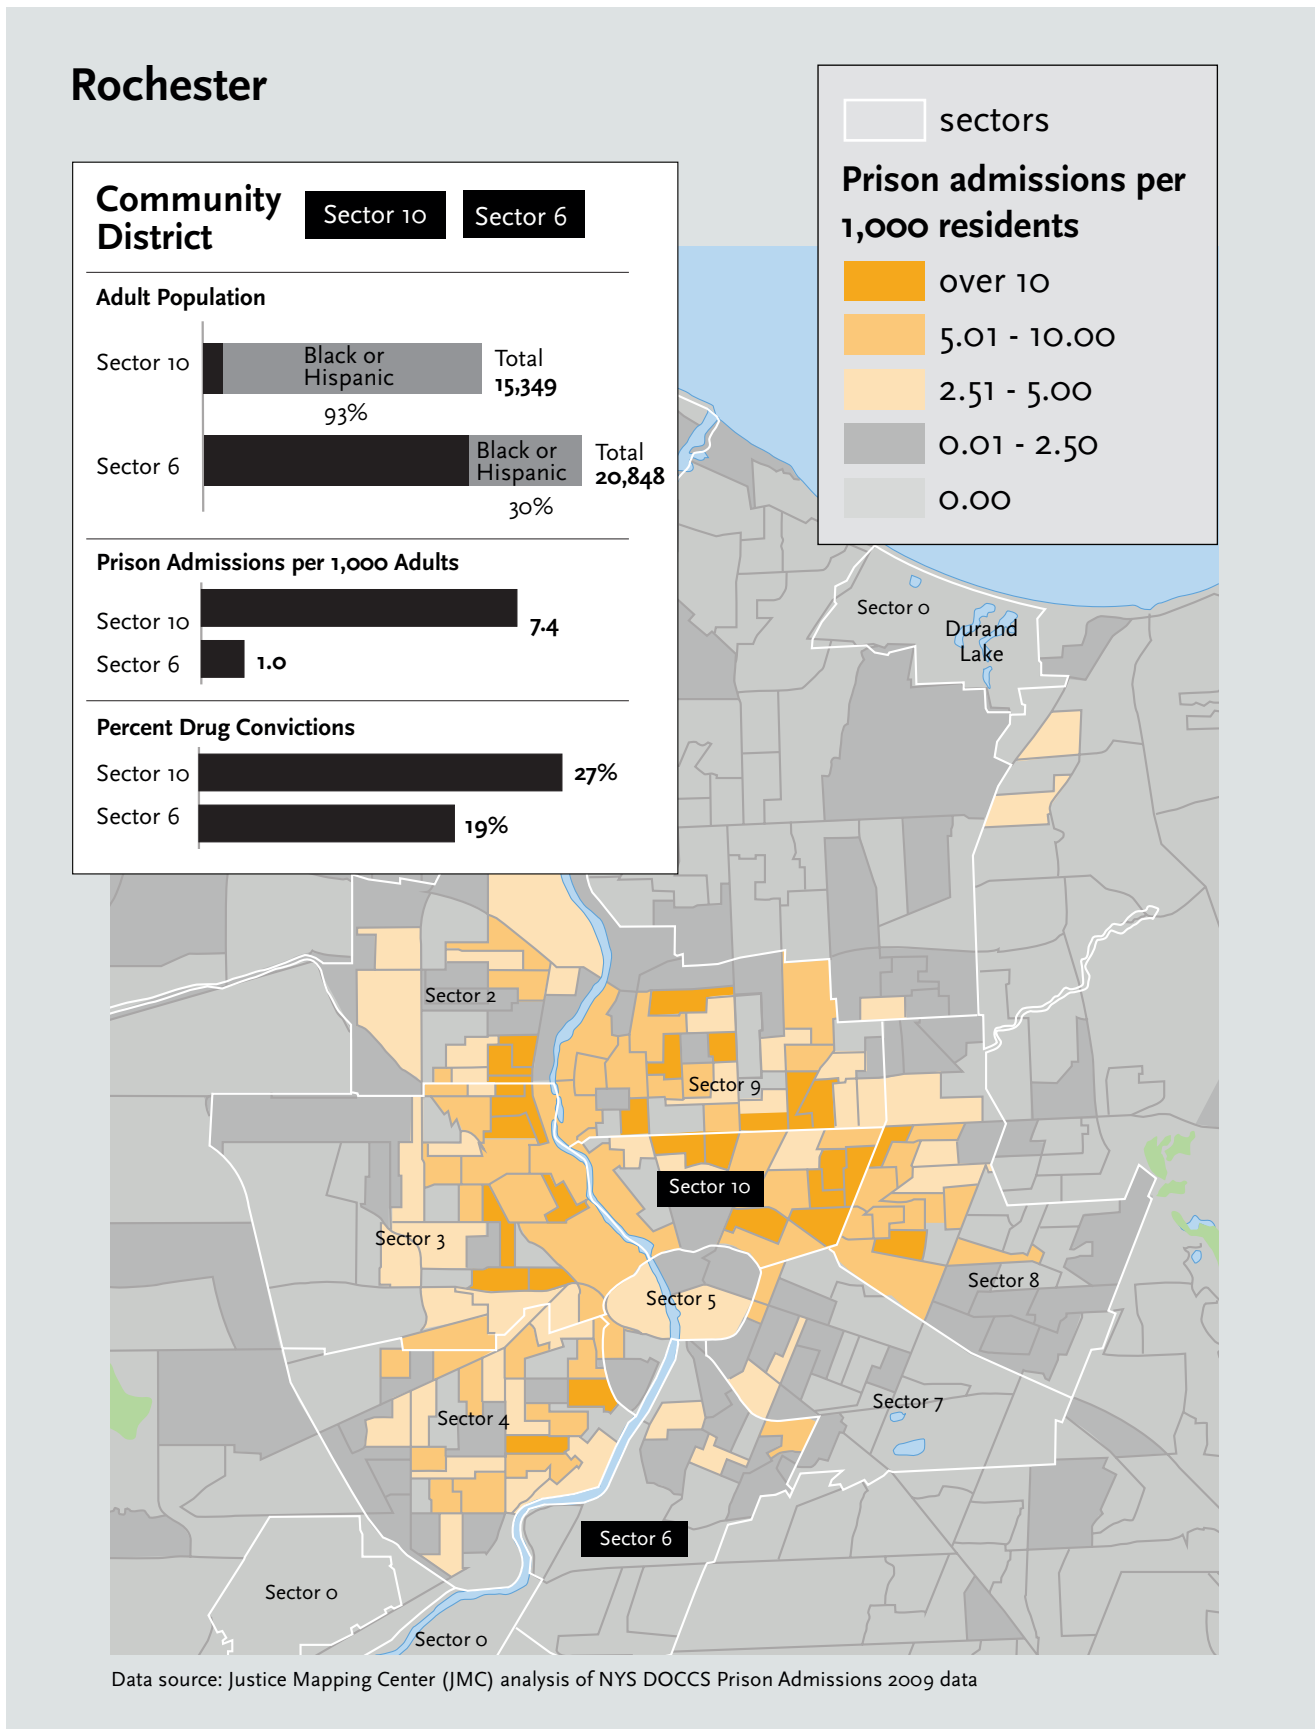 Rochester
Community
District
Sector 10
Sector 6
Adult Population
Sector 10
Black or
Hispanic
93%
Total
15,349
Sector 6
Black or
Hispanic
30%
Total
20,848
Prison Admissions per 1,000 Adults
Sector 10
7.4
Sector 6
1.0
Percent Drug Convictions
Sector 10
27%
Sector 6
19%
sectors
Prison admissions per
1,000 residents
over 10
5.01 - 10.00
2.51 - 5.00
0.01 - 2.50
0.00
Sector 0
Durand
Lake
Sector 2
Sector 9
Sector 10
Sector 3
Sector 8
Sector 5
Sector 7
Sector 4
Sector 6
Sector 0
Sector 0
Data source: Justice Mapping Center (JMC) analysis of NYS DOCCS Prison Admissions 2009 data